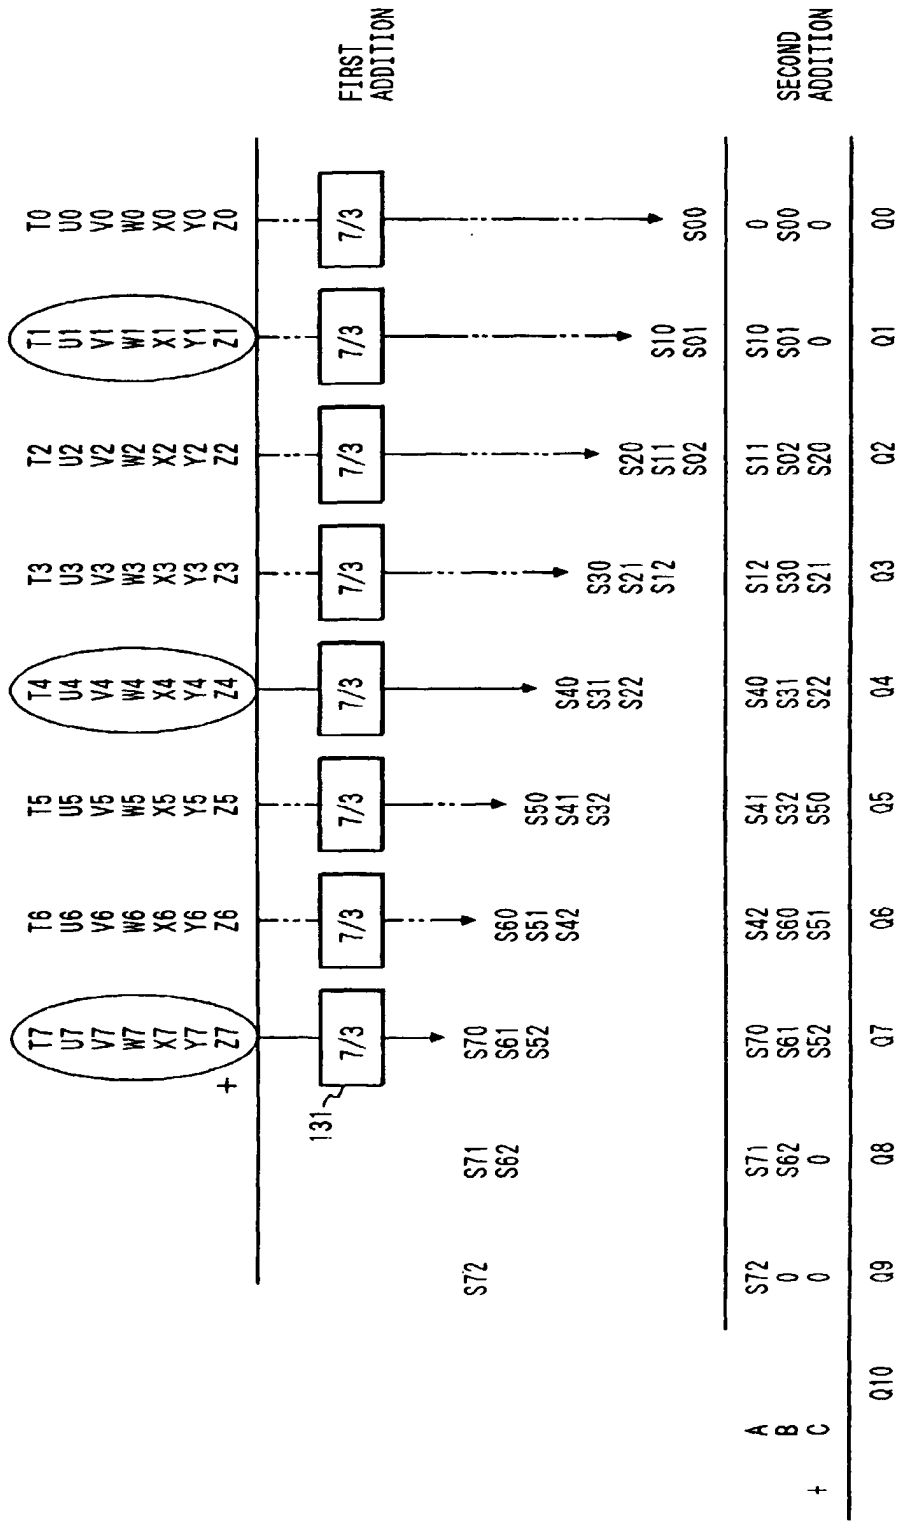 T7 T6 T5 T4 T3 T2 T1 T0
U7 U6 U5 U4 U3 U2 U1 U0
V7 V6 V5 V4 V3 V2 V1 V0
W7 W6 W5 W4 W3 W2 W1 W0
X7 X6 X5 X4 X3 X2 X1 X0
Y7 Y6 Y5 Y4 Y3 Y2 Y1 Y0
+ Z7 Z6 Z5 Z4 Z3 Z2 Z1 Z0
131 7/3 7/3 7/3 7/3 7/3 7/3 7/3 7/3
FIRST
ADDITION
S72 S71 S70
S62 S61 S60
S52 S51 S50
S42 S41 S40
S32 S31 S30
S22 S21 S20
S12 S11 S10
S02 S01 S00
A S72 S71 S70 S42 S41 S40 S12 S11 S10 0
B 0 S62 S61 S60 S32 S31 S30 S02 S01 S00
+ C 0 0 S52 S51 S50 S22 S21 S20 0 0
SECOND
ADDITION
Q10 Q9 Q8 Q7 Q6 Q5 Q4 Q3 Q2 Q1 Q0